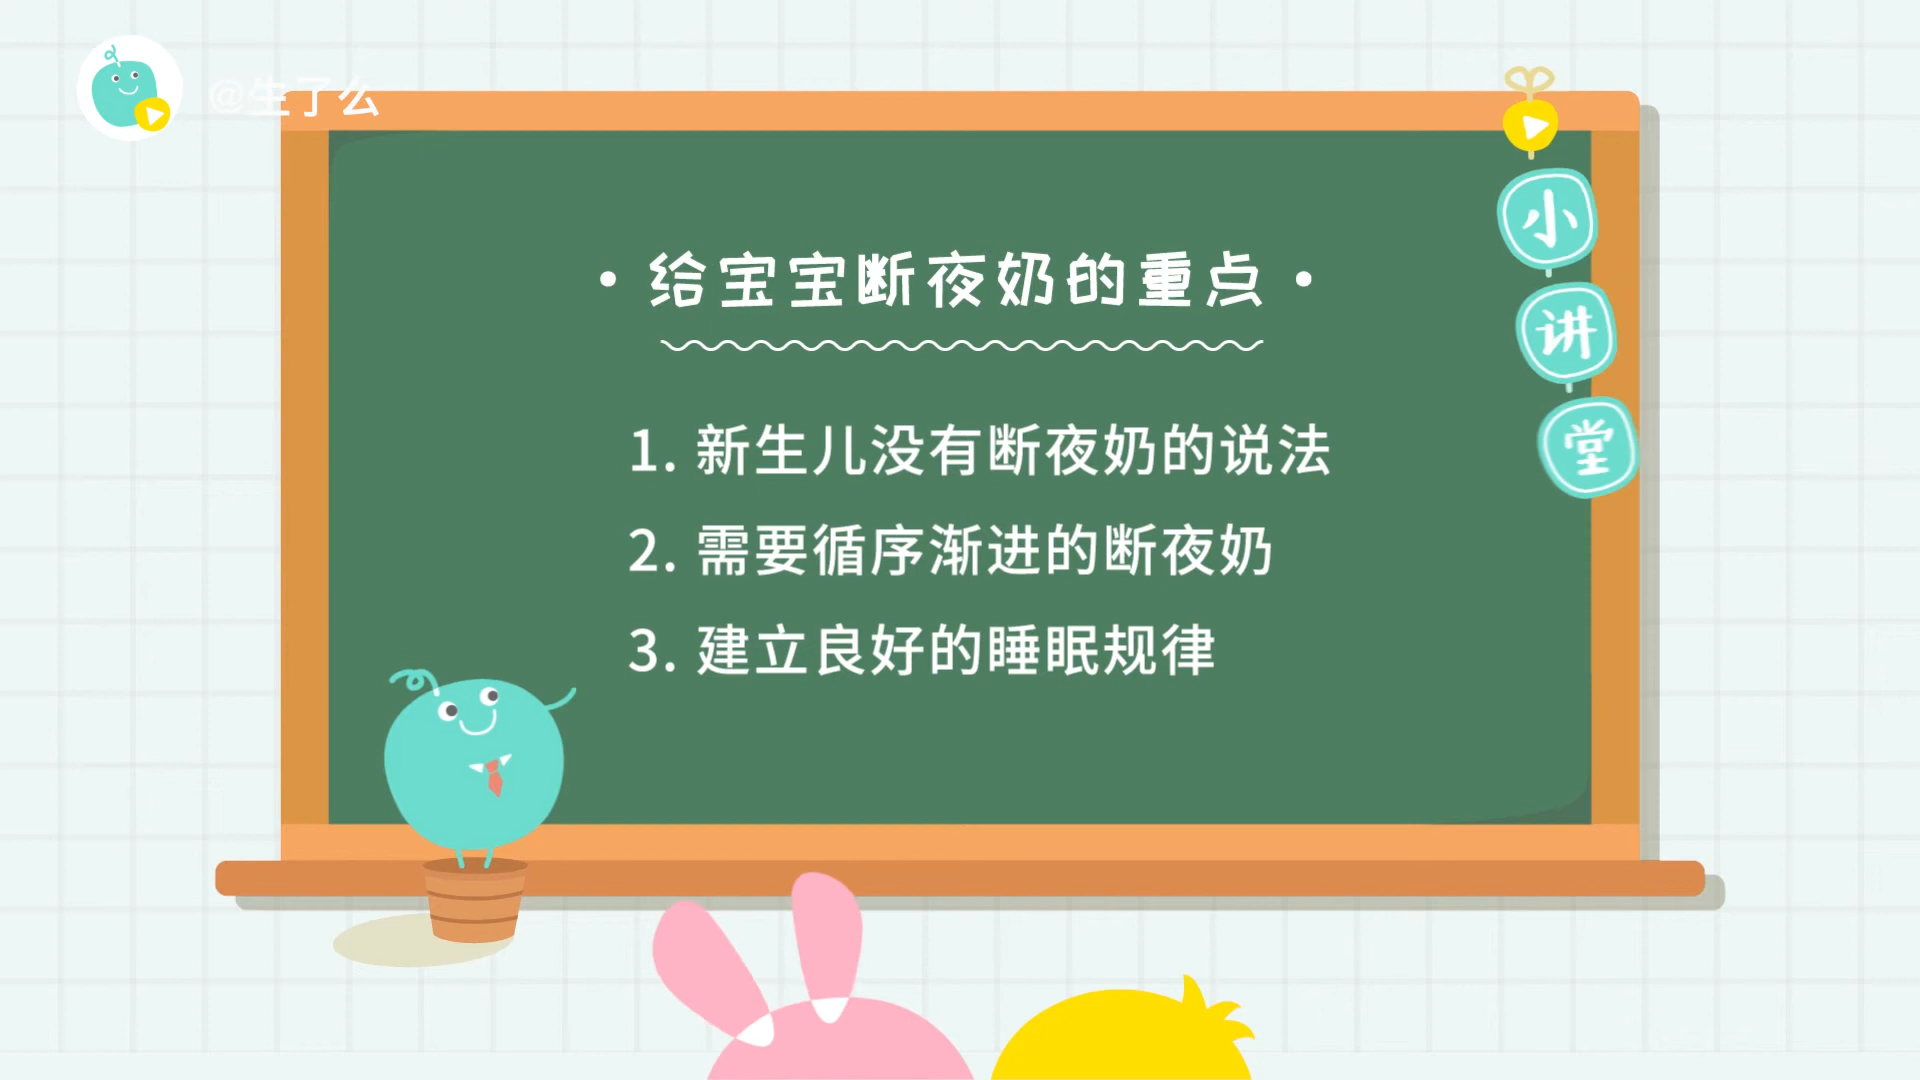 @生了么
小讲堂
•给宝宝断夜奶的重点•
1. 新生儿没有断夜奶的说法
2. 需要循序渐进的断夜奶
3. 建立良好的睡眠规律